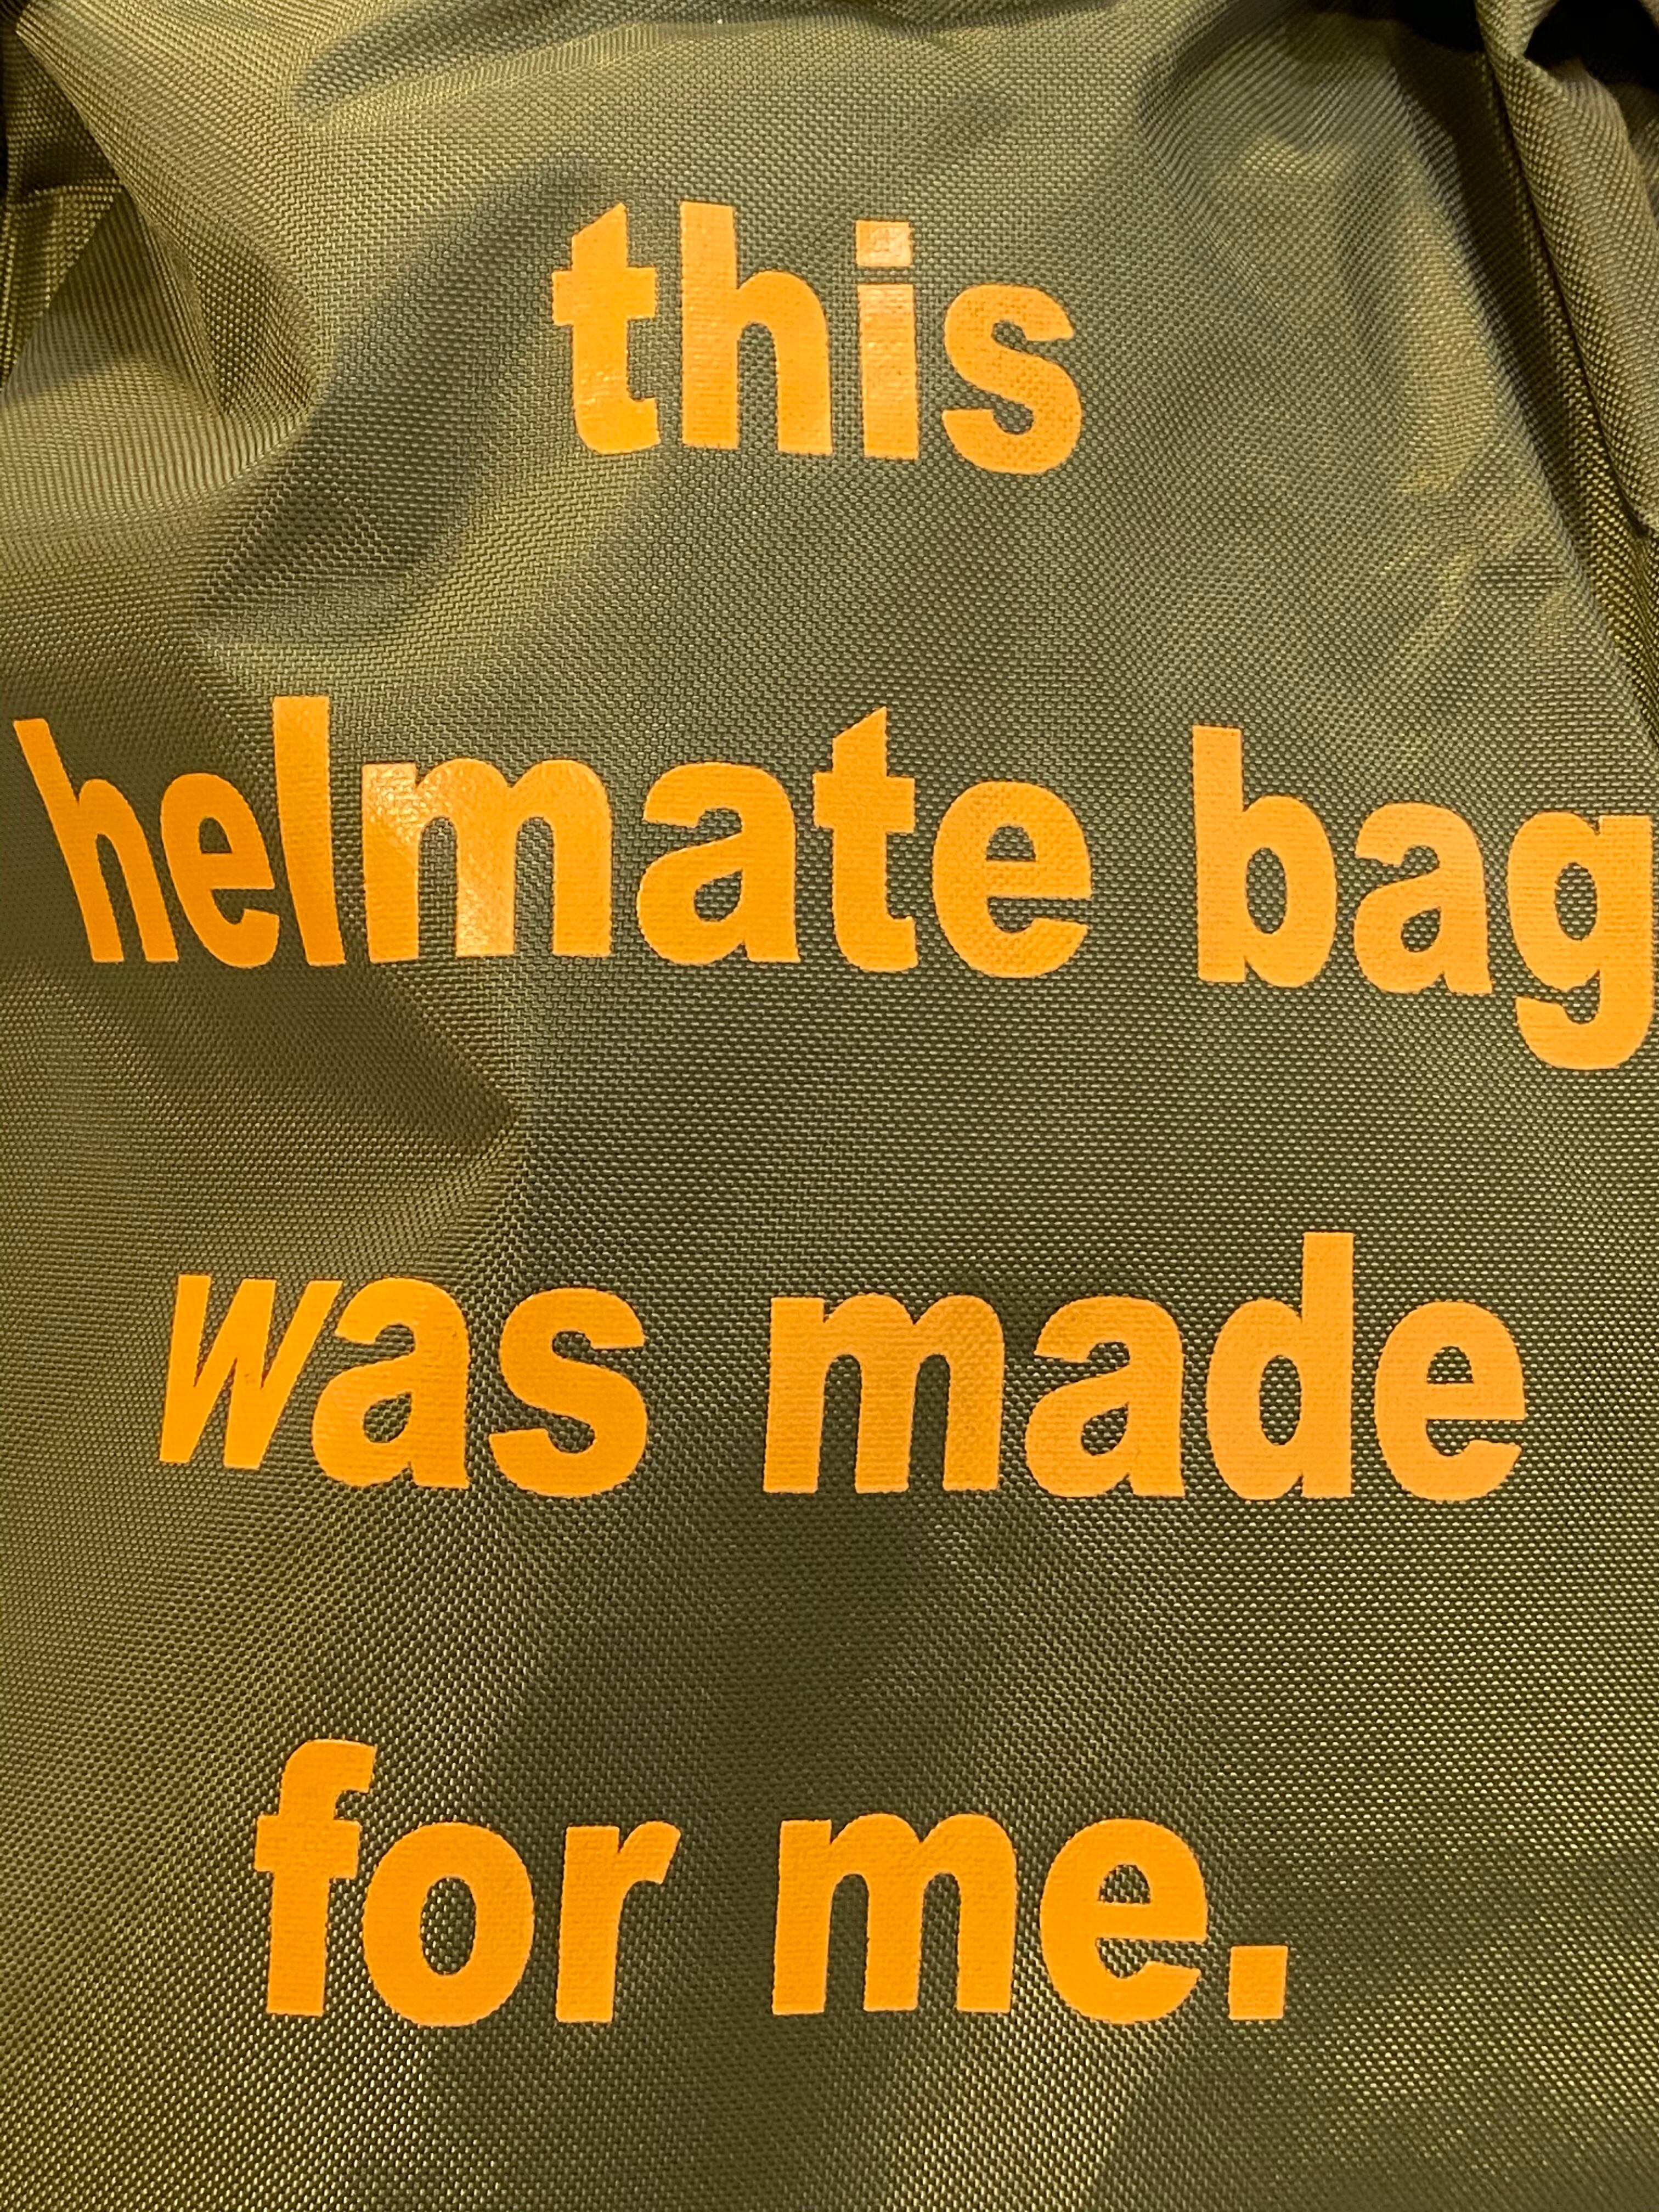 this
helmate bag
was made
for me.